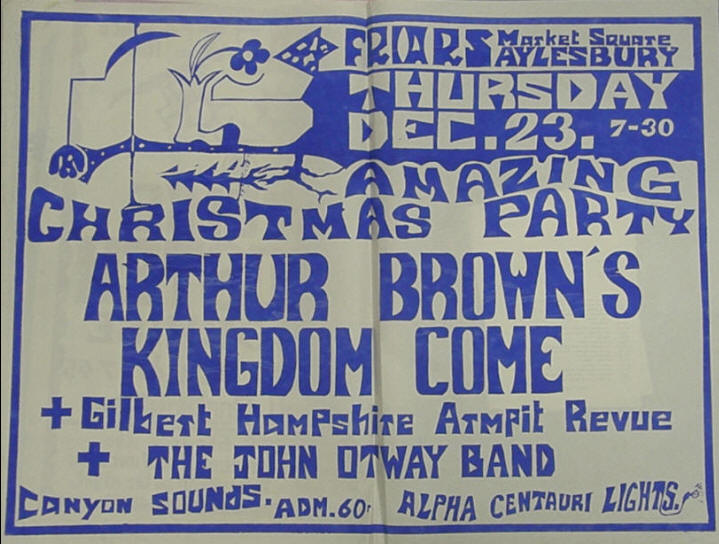 FRIARS Market Square
AYLESBURY
THURSDAY
DEC. 23. 7-30
AMAZING
CHRISTMAS PARTY
ARTHUR BROWN'S
KINGDOM COME
+ Gilbert Hampshire Armpit Revue
+ THE JOHN OTWAY BAND
CANYON SOUNDS. ADM. 60p ALPHA CENTAURI LIGHTS.